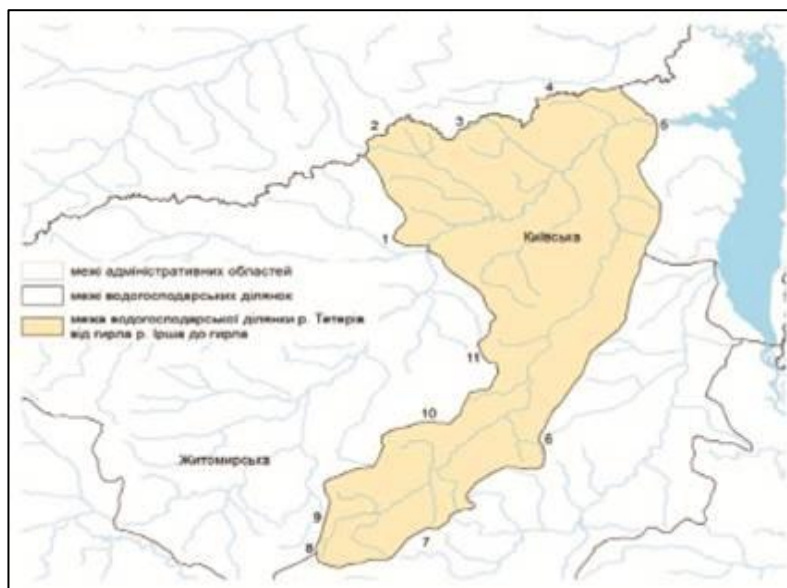 4
2
3
5
1
Київська
межі адміністративних областей
межі водогосподарських ділянок
межа водогосподарської ділянки р. Тетерів
від гирла р. Ірша до гирла
11
10
6
Житомирська
9
7
8